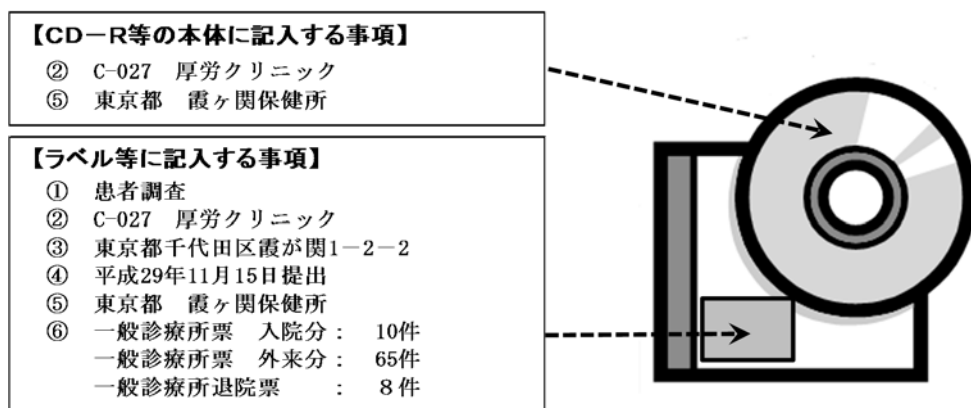 【CD－R等の本体に記入する事項】
② C-027 厚労クリニック
⑤ 東京都 霞ヶ関保健所
【ラベル等に記入する事項】
① 患者調査
② C-027 厚労クリニック
③ 東京都千代田区霞が関1－2－2
④ 平成29年11月15日提出
⑤ 東京都 霞ヶ関保健所
⑥ 一般診療所票 入院分： 10件
一般診療所票 外来分： 65件
一般診療所退院票 ： ８件